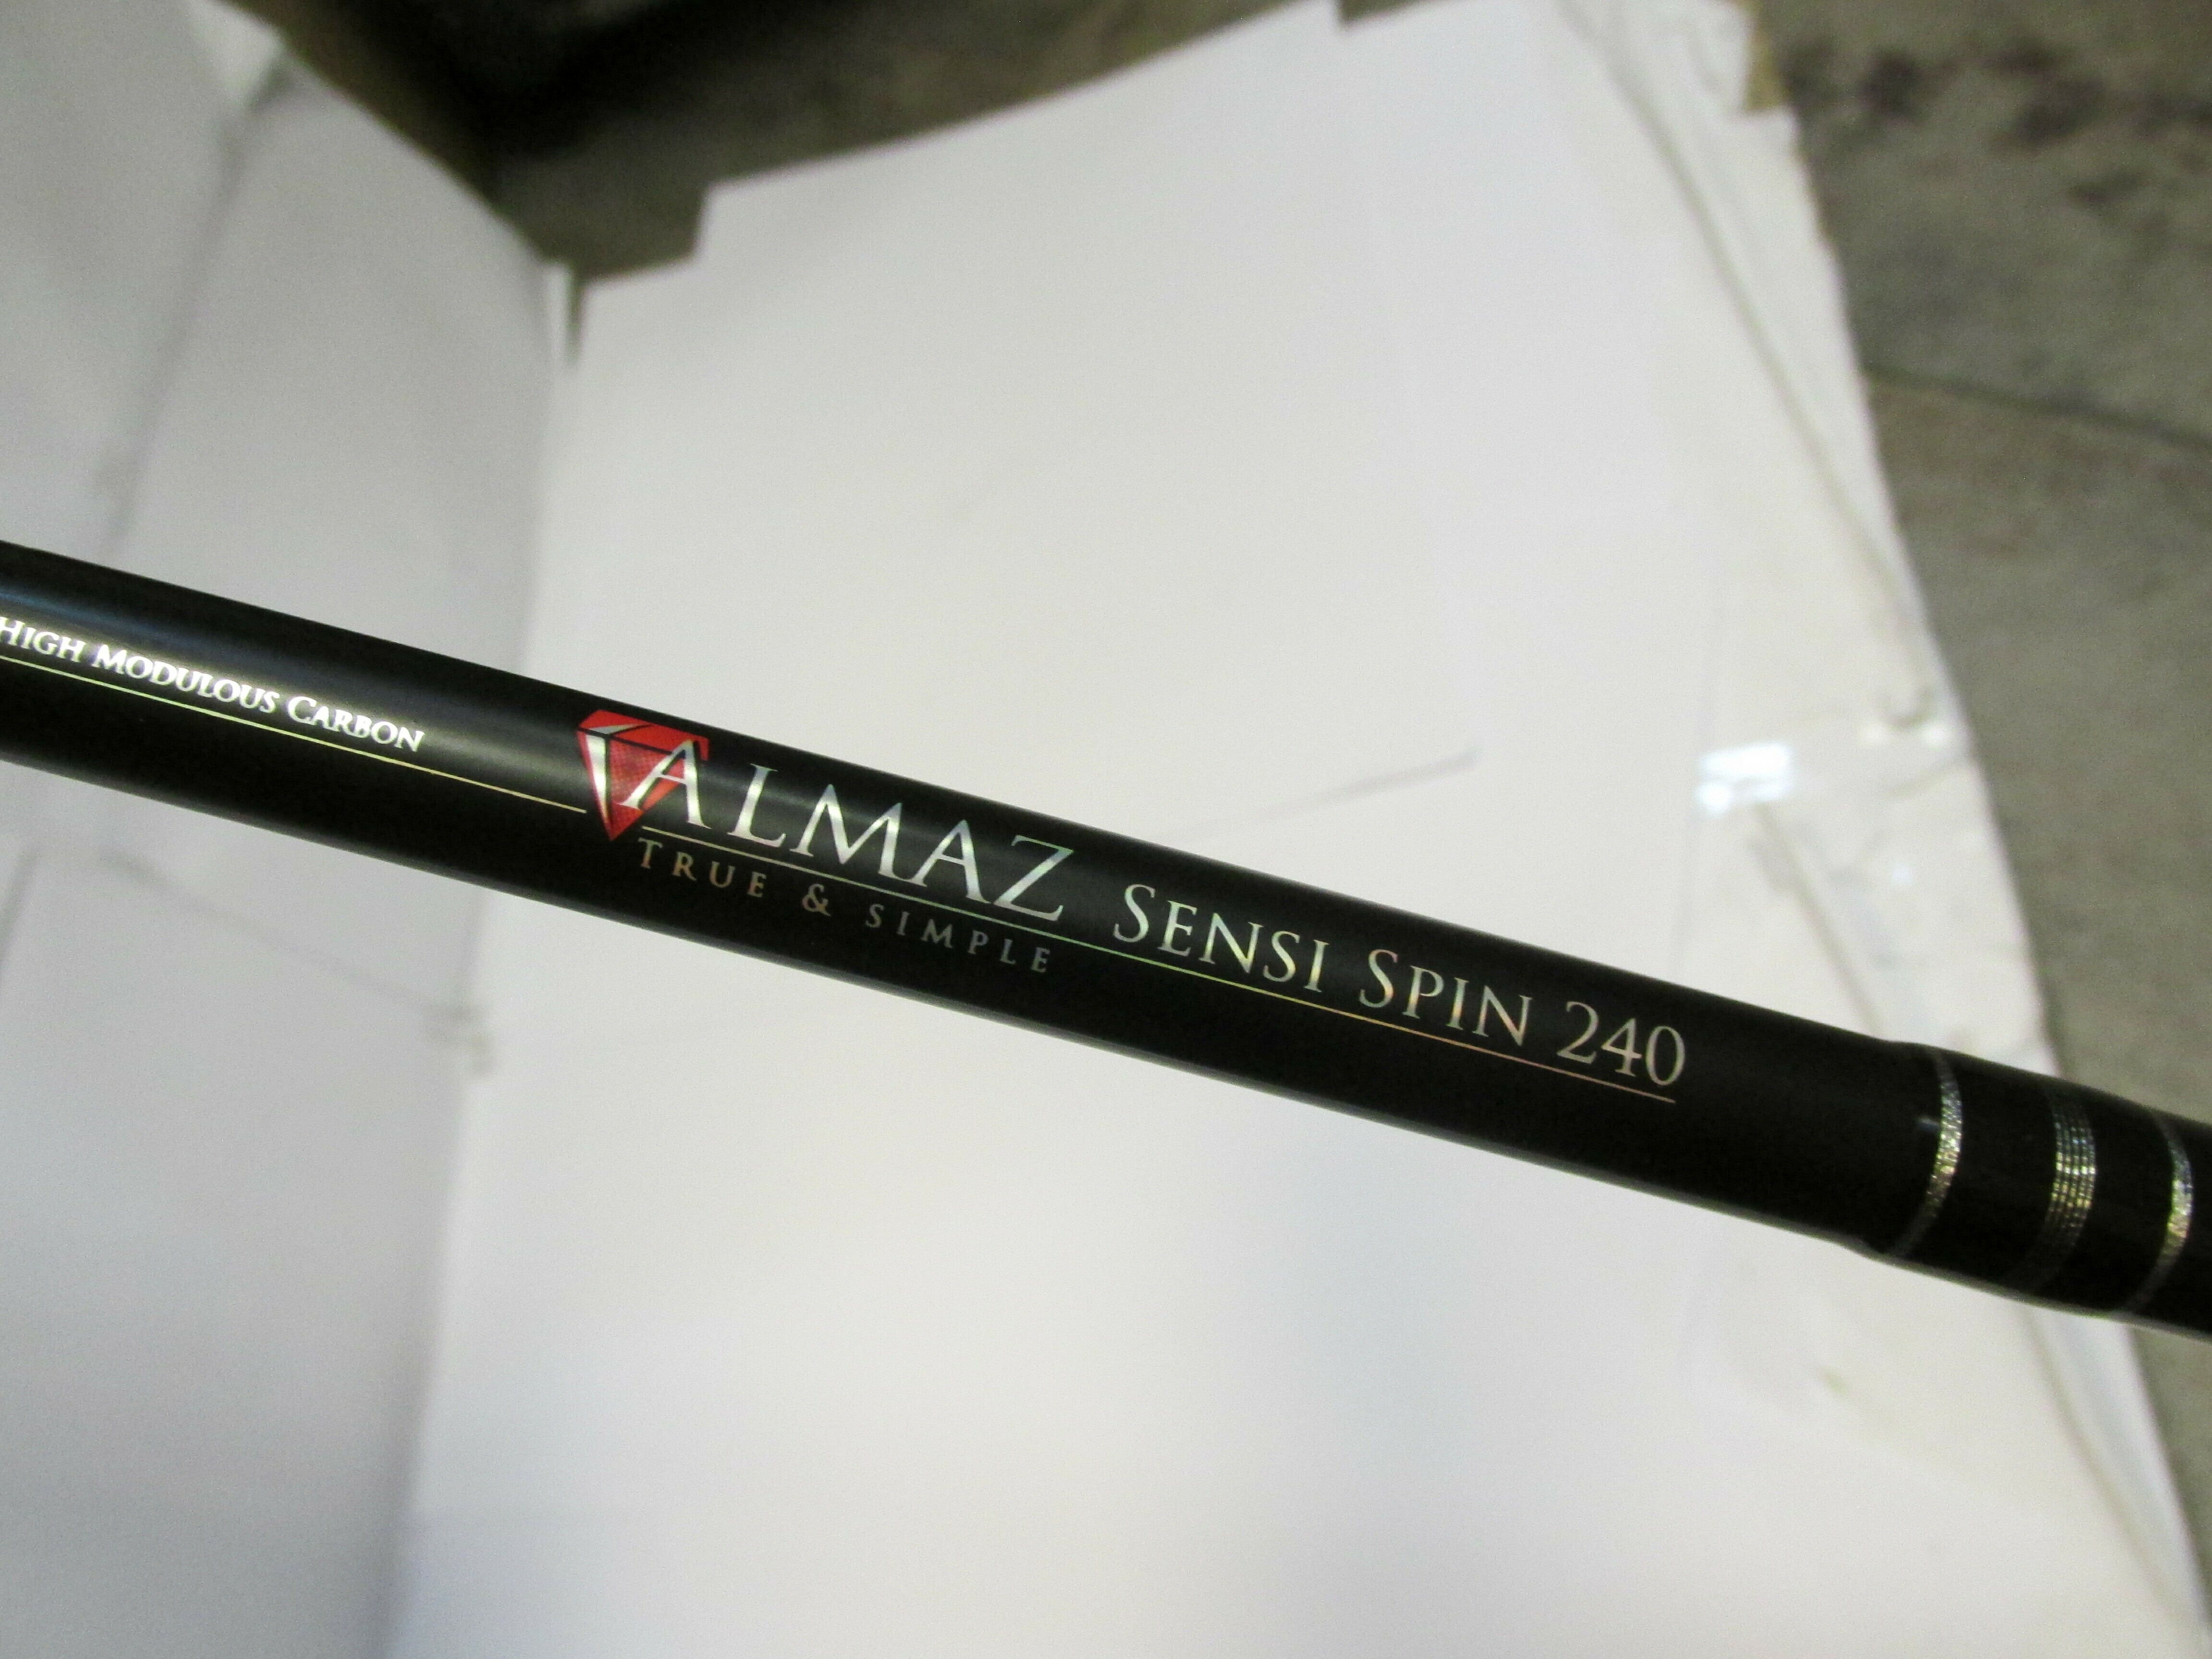 HIGH MODULOUS CARBON
ALMAZ SENSI SPIN 240
TRUE & SIMPLE